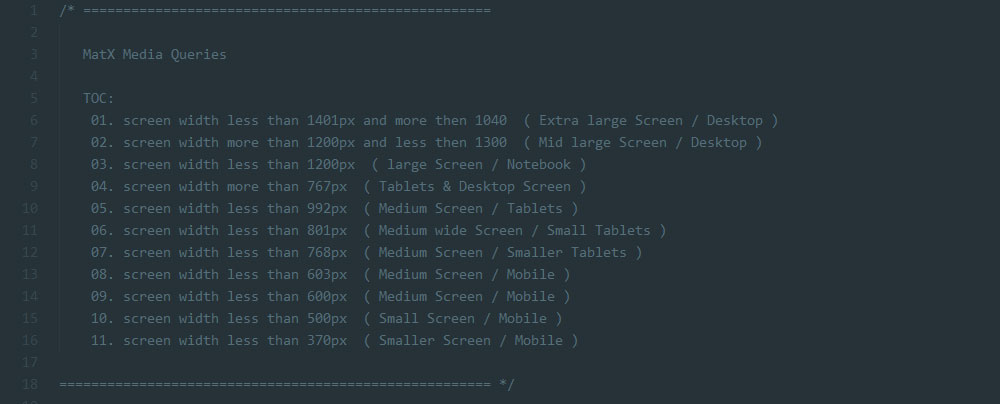 1 /* ===================================================
2
3 MatX Media Queries
4
5 TOC:
6 01. screen width less than 1401px and more then 1040 ( Extra large Screen / Desktop )
7 02. screen width more than 1200px and less then 1300 ( Mid large Screen / Desktop )
8 03. screen width less than 1200px ( large Screen / Notebook )
9 04. screen width more than 767px ( Tablets & Desktop Screen )
10 05. screen width less than 992px ( Medium Screen / Tablets )
11 06. screen width less than 801px ( Medium wide Screen / Small Tablets )
12 07. screen width less than 768px ( Medium Screen / Smaller Tablets )
13 08. screen width less than 603px ( Medium Screen / Mobile )
14 09. screen width less than 600px ( Medium Screen / Mobile )
15 10. screen width less than 500px ( Small Screen / Mobile )
16 11. screen width less than 370px ( Smaller Screen / Mobile )
17
18 ====================================================== */